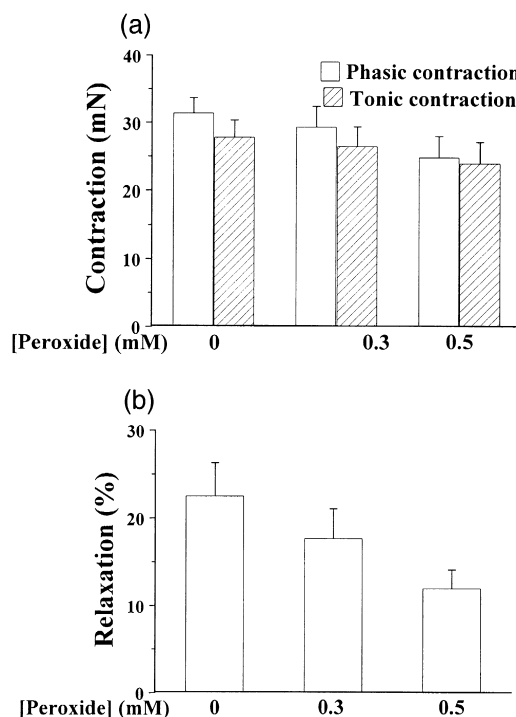 (a)
40
30
20
10
0
Contraction (mN)
Phasic contraction
Tonic contraction
[Peroxide] (mM) 0 0.3 0.5
(b)
30
20
10
0
Relaxation (%)
[Peroxide] (mM) 0 0.3 0.5